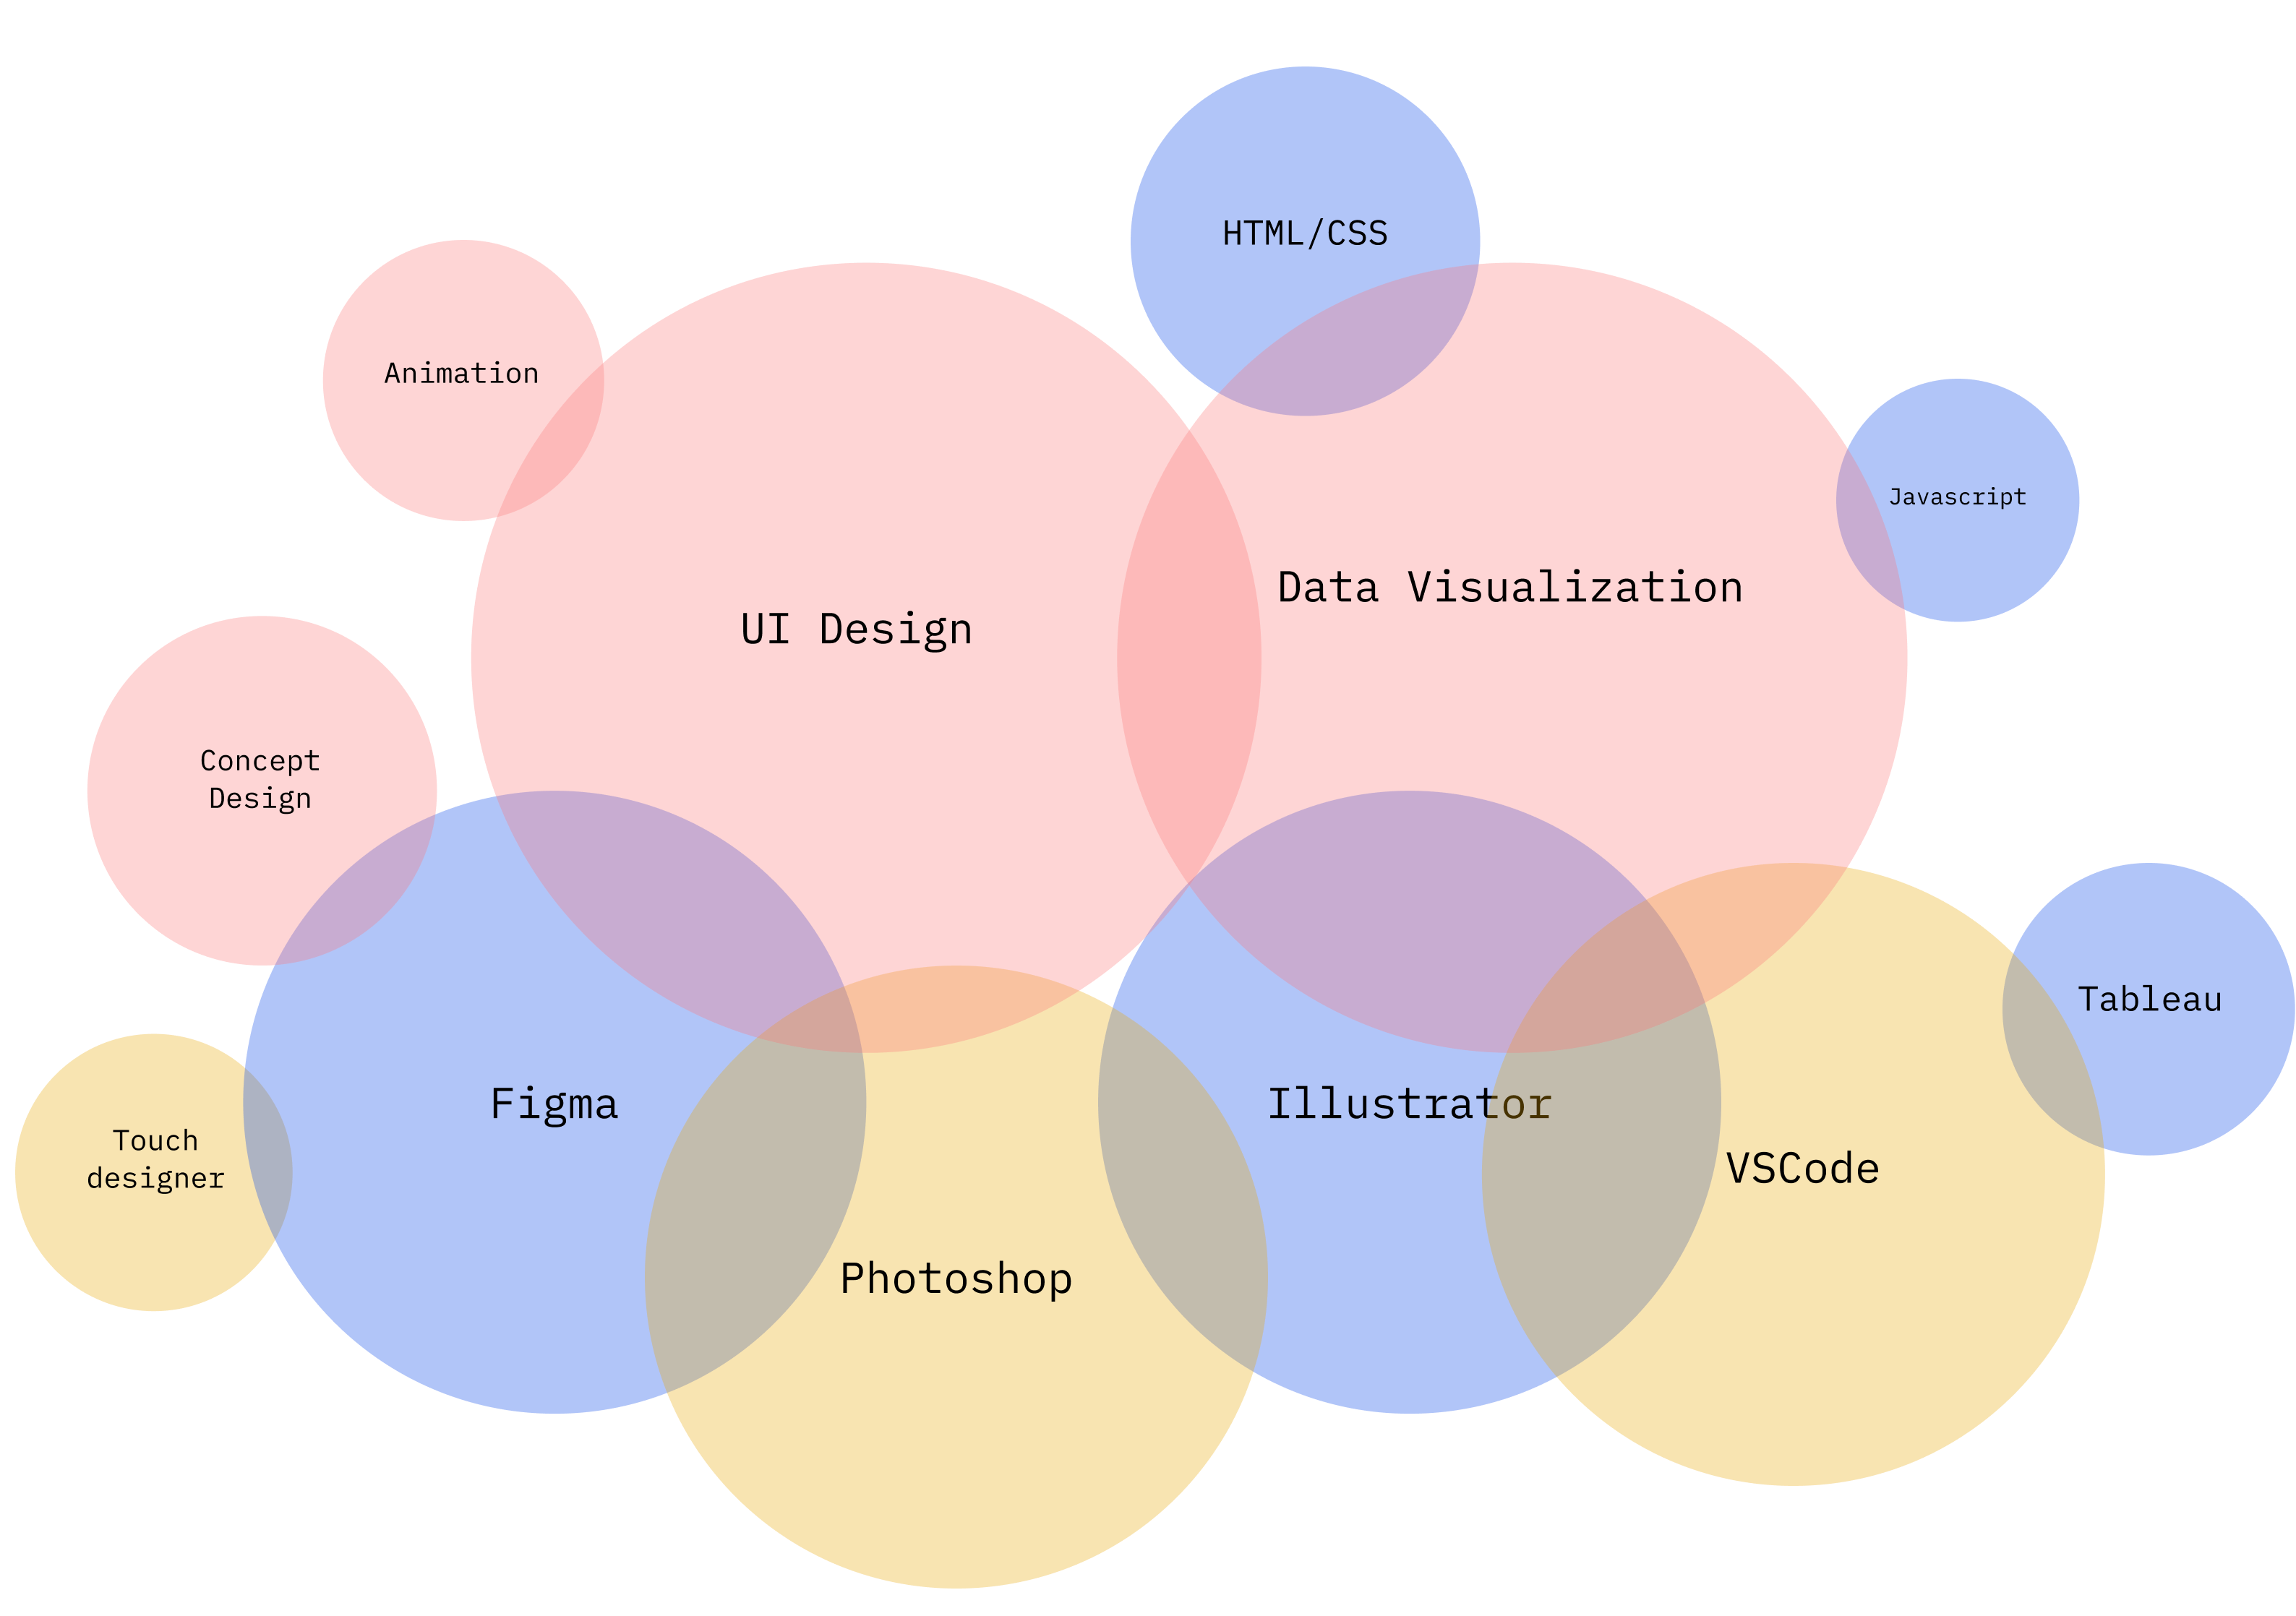 HTML/CSS
Animation
Javascript
Data Visualization
UI Design
Concept
Design
Tableau
Figma
Illustrator
Touch
designer
VSCode
Photoshop